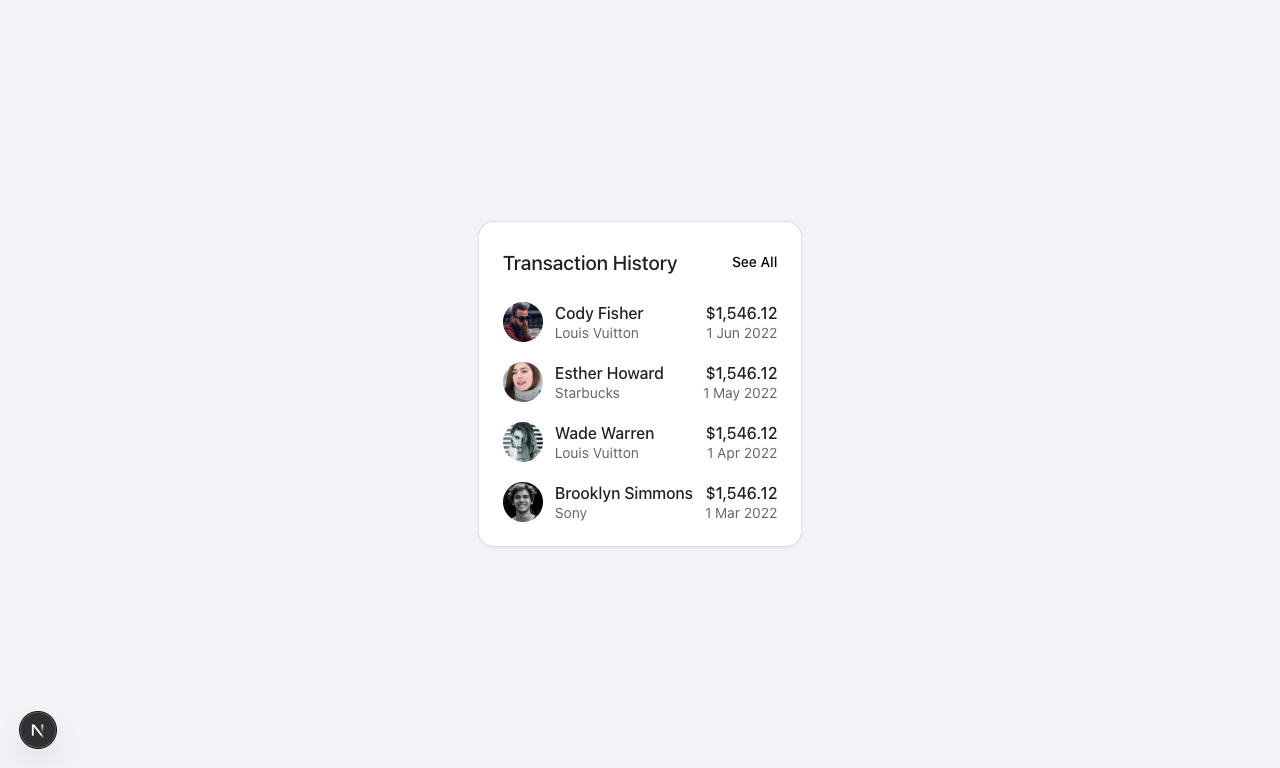 Transaction History See All
Cody Fisher $1,546.12
Louis Vuitton 1 Jun 2022
Esther Howard $1,546.12
Starbucks 1 May 2022
Wade Warren $1,546.12
Louis Vuitton 1 Apr 2022
Brooklyn Simmons $1,546.12
Sony 1 Mar 2022
N